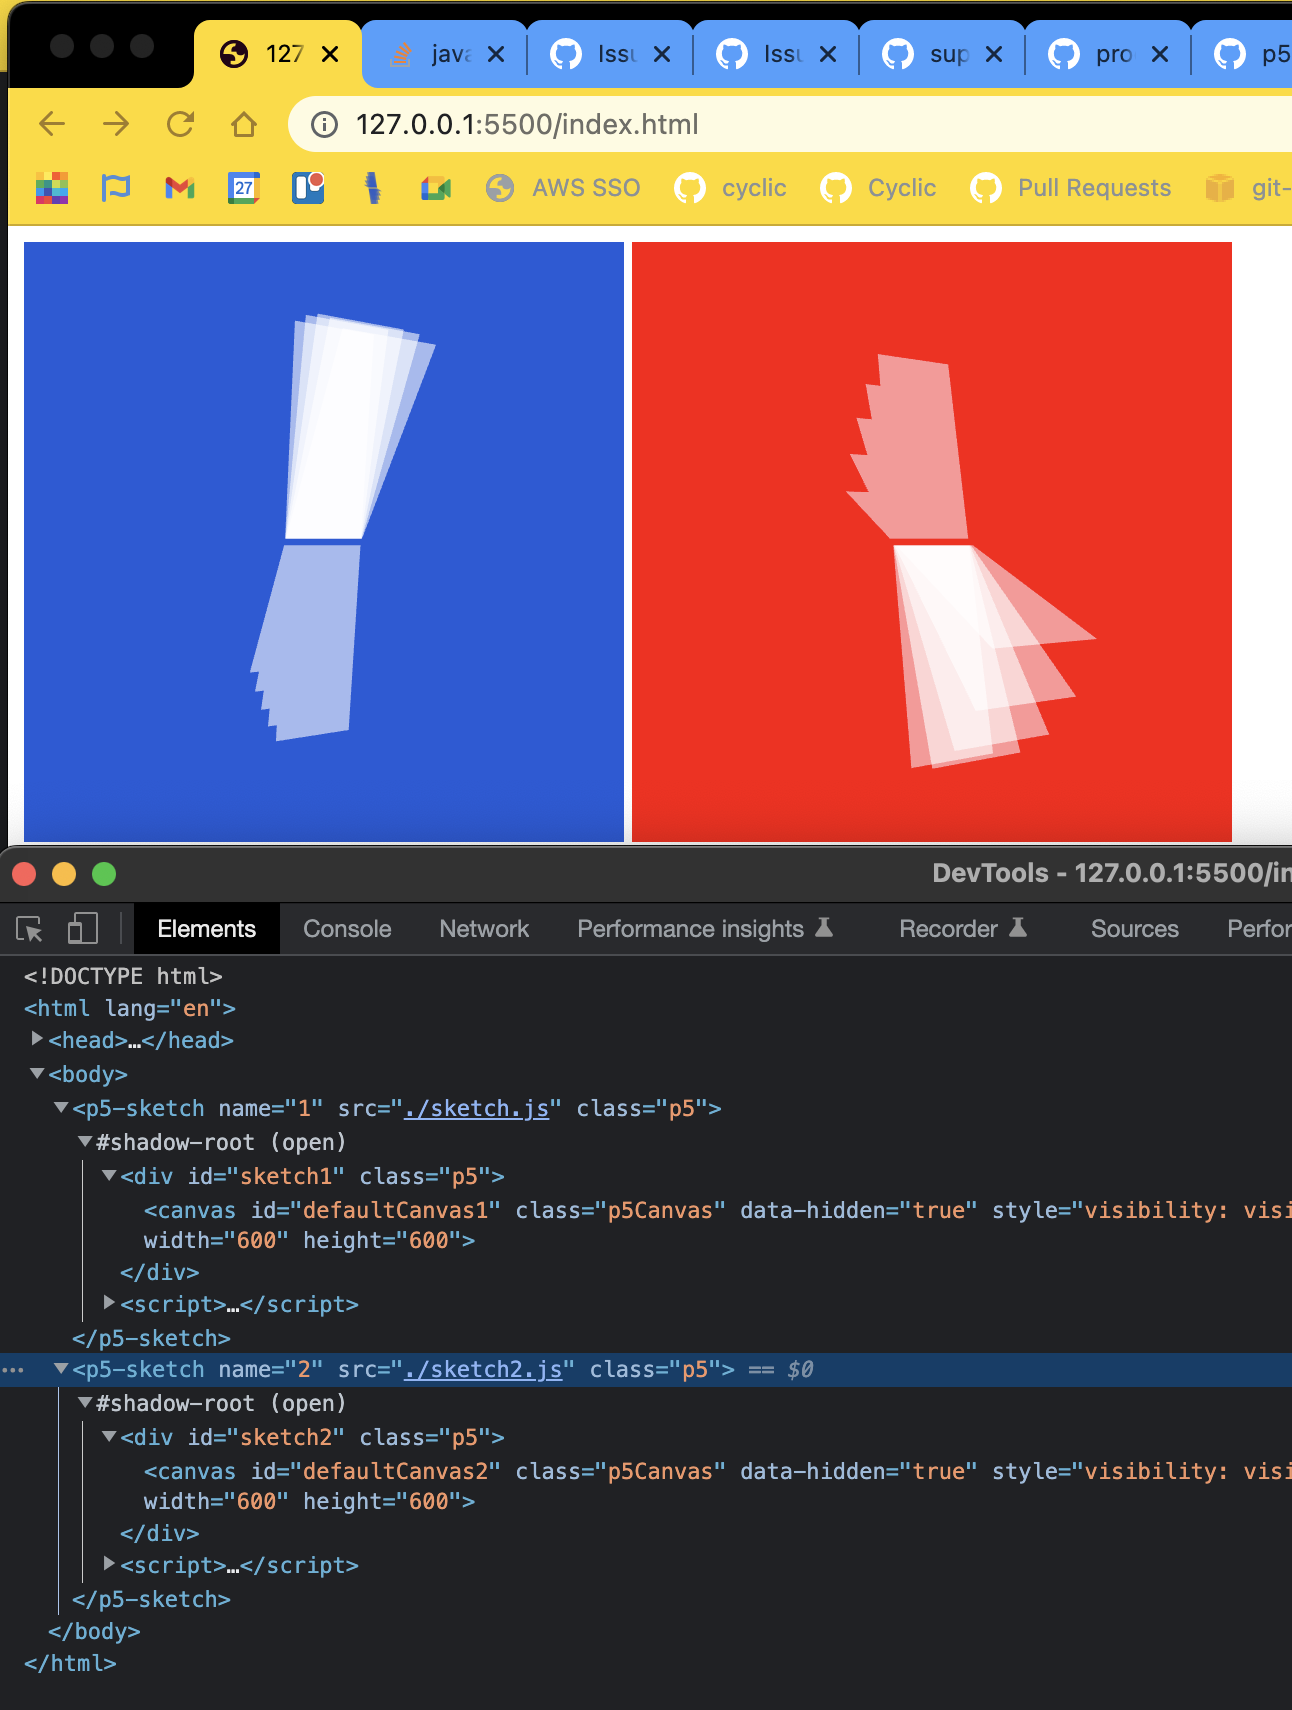 127 java Issu Issu sup pro p5
127.0.0.1:5500/index.html
27 AWS SSO cyclic Cyclic Pull Requests git-
DevTools - 127.0.0.1:5500/in
Elements Console Network Performance insights Recorder Sources Perfor
<!DOCTYPE html>
<html lang="en">
<head>…</head>
<body>
<p5-sketch name="1" src="./sketch.js" class="p5">
#shadow-root (open)
<div id="sketch1" class="p5">
<canvas id="defaultCanvas1" class="p5Canvas" data-hidden="true" style="visibility: visi
width="600" height="600">
</div>
<script>…</script>
</p5-sketch>
<p5-sketch name="2" src="./sketch2.js" class="p5"> == $0
#shadow-root (open)
<div id="sketch2" class="p5">
<canvas id="defaultCanvas2" class="p5Canvas" data-hidden="true" style="visibility: visi
width="600" height="600">
</div>
<script>…</script>
</p5-sketch>
</body>
</html>